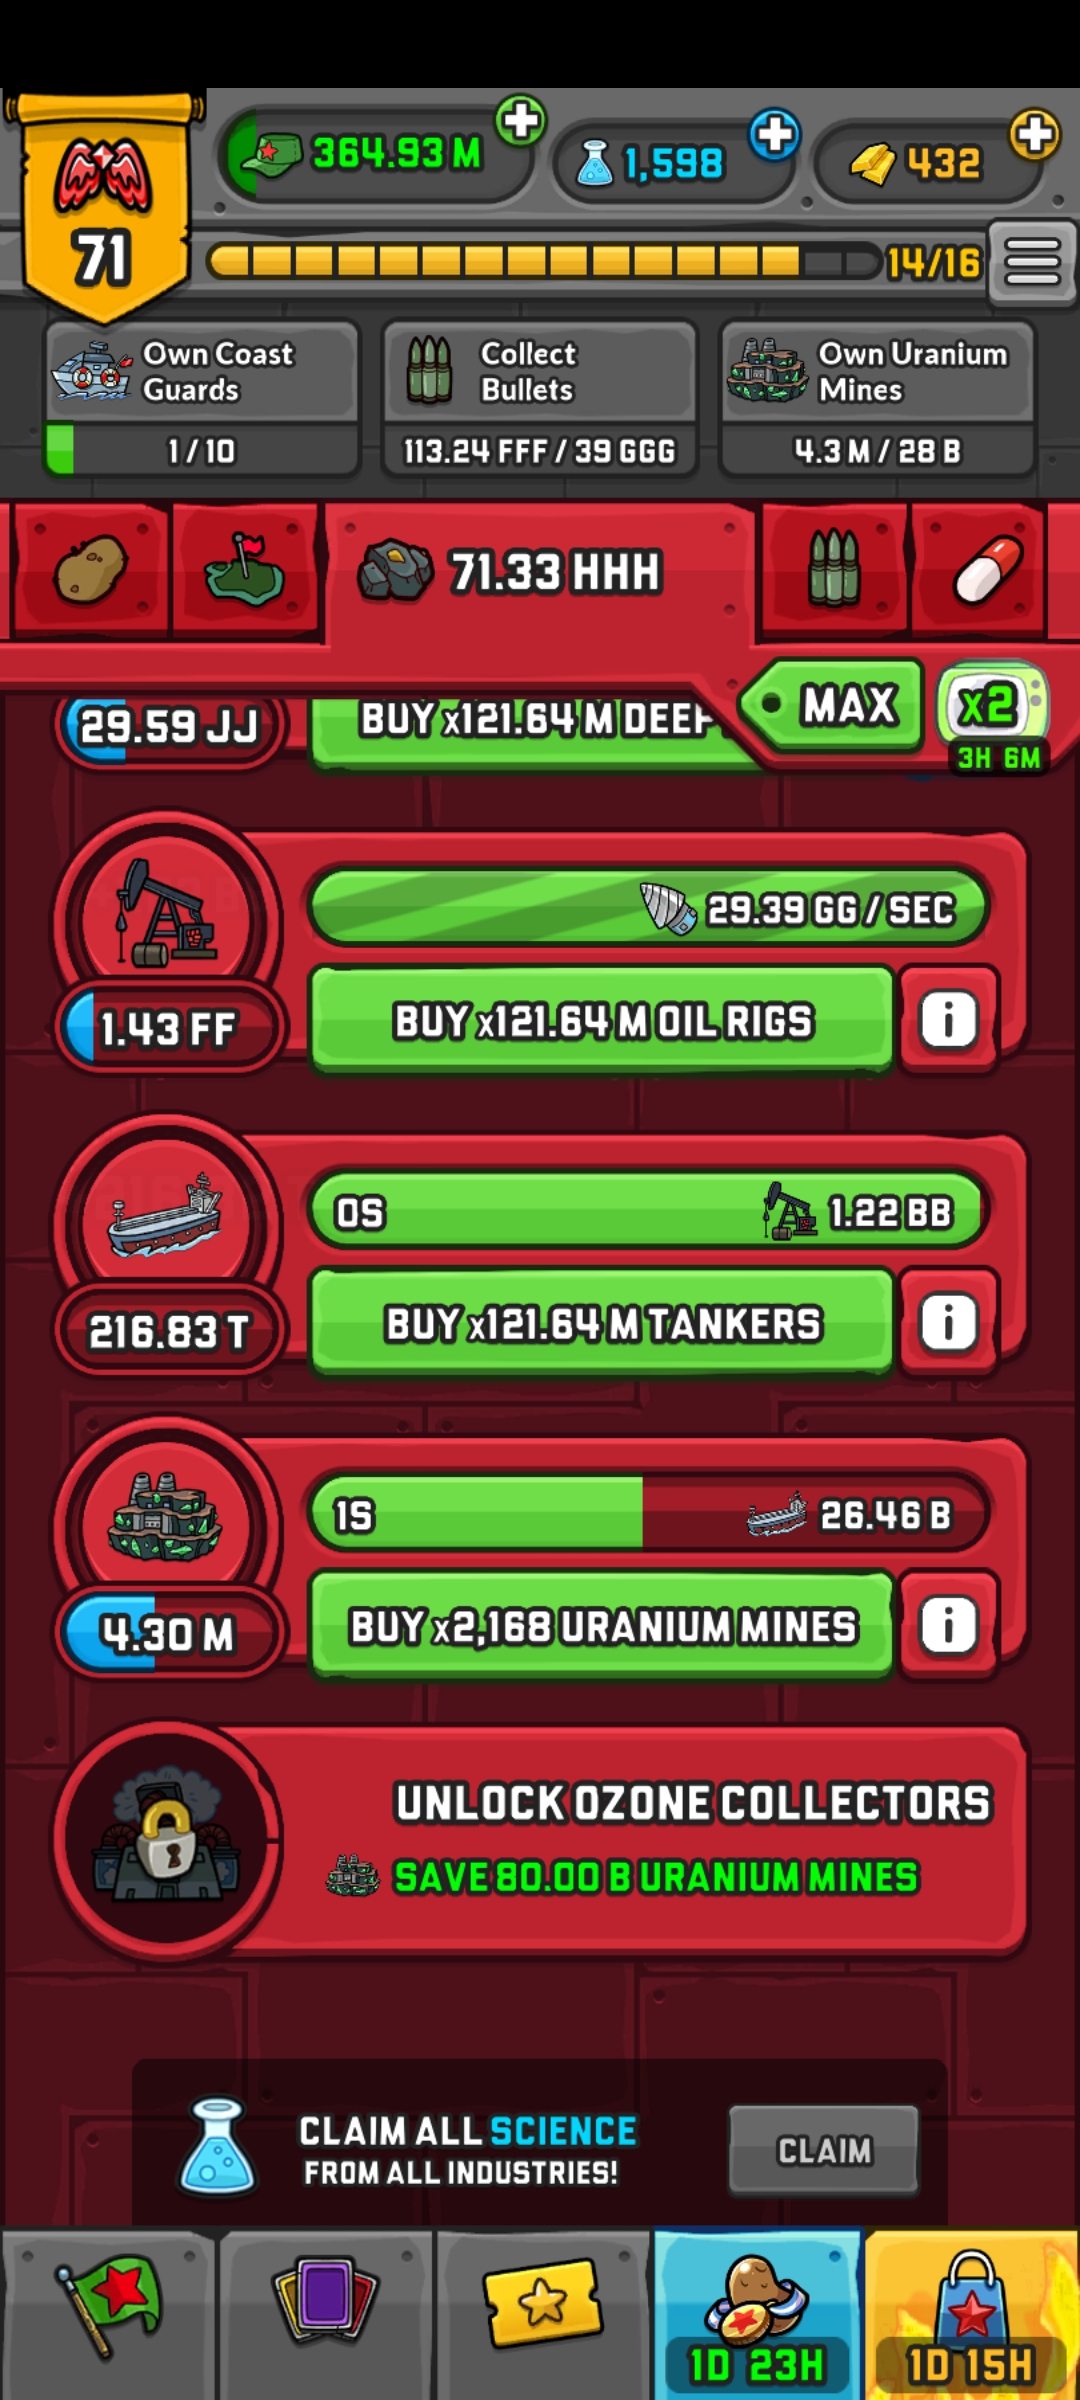 71
364.93 M
1,598
432
14/16
Own Coast
Guards
1 / 10
Collect
Bullets
113.24 FFF / 39 GGG
Own Uranium
Mines
4.3 M / 28 B
71.33 HHH
MAX
x2
3H 6M
29.59 JJ
BUY x121.64 M DEEP
29.39 GG / SEC
1.43 FF
BUY x121.64 M OIL RIGS
i
0S
1.22 BB
216.83 T
BUY x121.64 M TANKERS
i
1S
26.46 B
4.30 M
BUY x2,168 URANIUM MINES
i
UNLOCK OZONE COLLECTORS
SAVE 80.00 B URANIUM MINES
CLAIM ALL SCIENCE
FROM ALL INDUSTRIES!
CLAIM
1D 23H
1D 15H